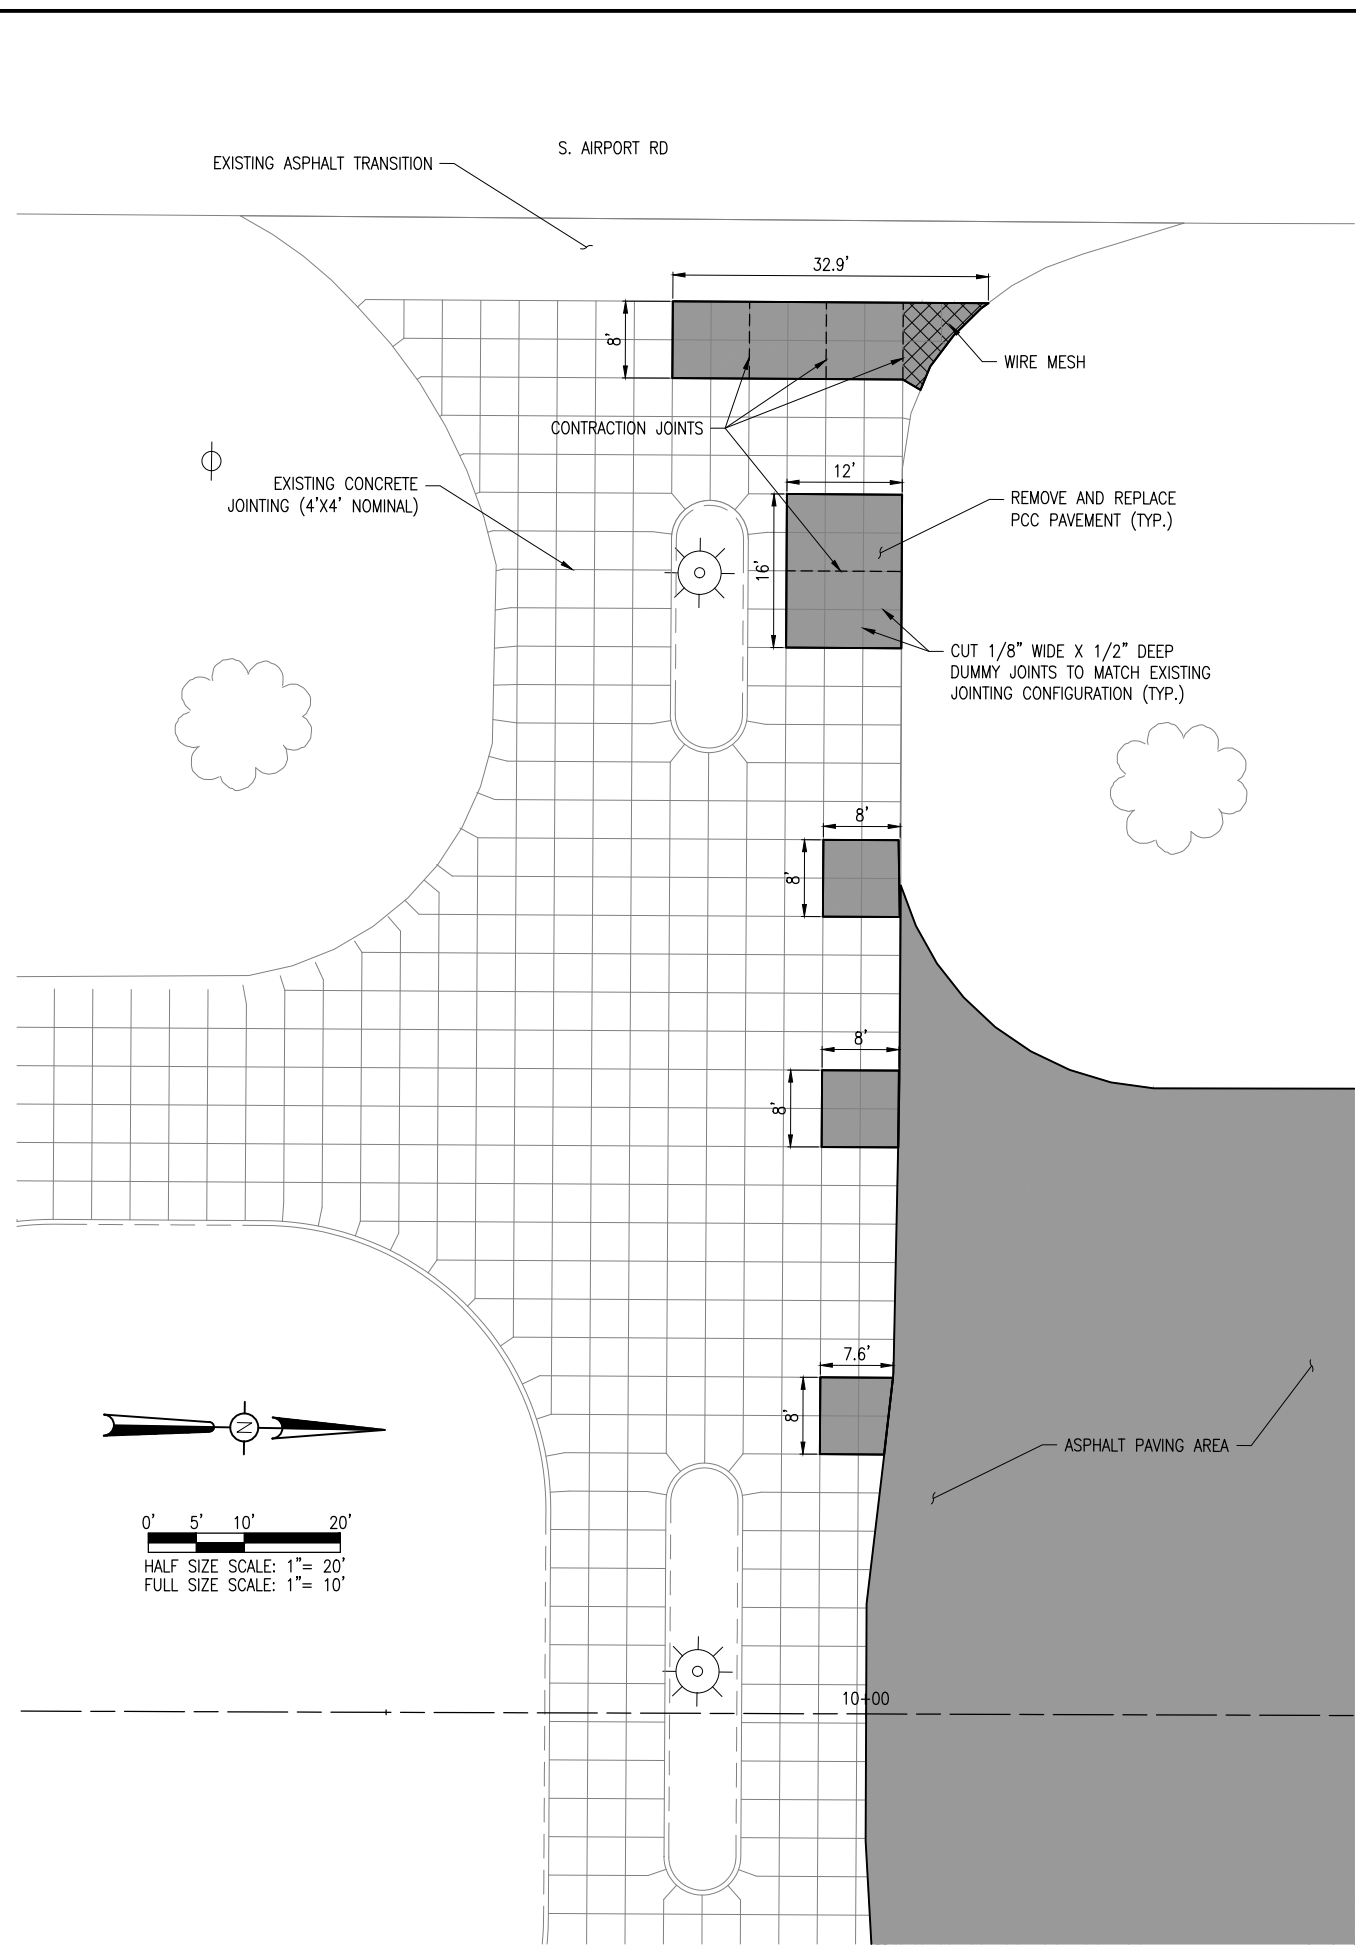 S. AIRPORT RD
EXISTING ASPHALT TRANSITION
32.9'
8'
WIRE MESH
CONTRACTION JOINTS
12'
EXISTING CONCRETE
JOINTING (4'X4' NOMINAL)
REMOVE AND REPLACE
PCC PAVEMENT (TYP.)
16'
CUT 1/8" WIDE X 1/2" DEEP
DUMMY JOINTS TO MATCH EXISTING
JOINTING CONFIGURATION (TYP.)
8'
8'
8'
8'
7.6'
8'
N
ASPHALT PAVING AREA
0' 5' 10' 20'
HALF SIZE SCALE: 1"= 20'
FULL SIZE SCALE: 1"= 10'
10+00